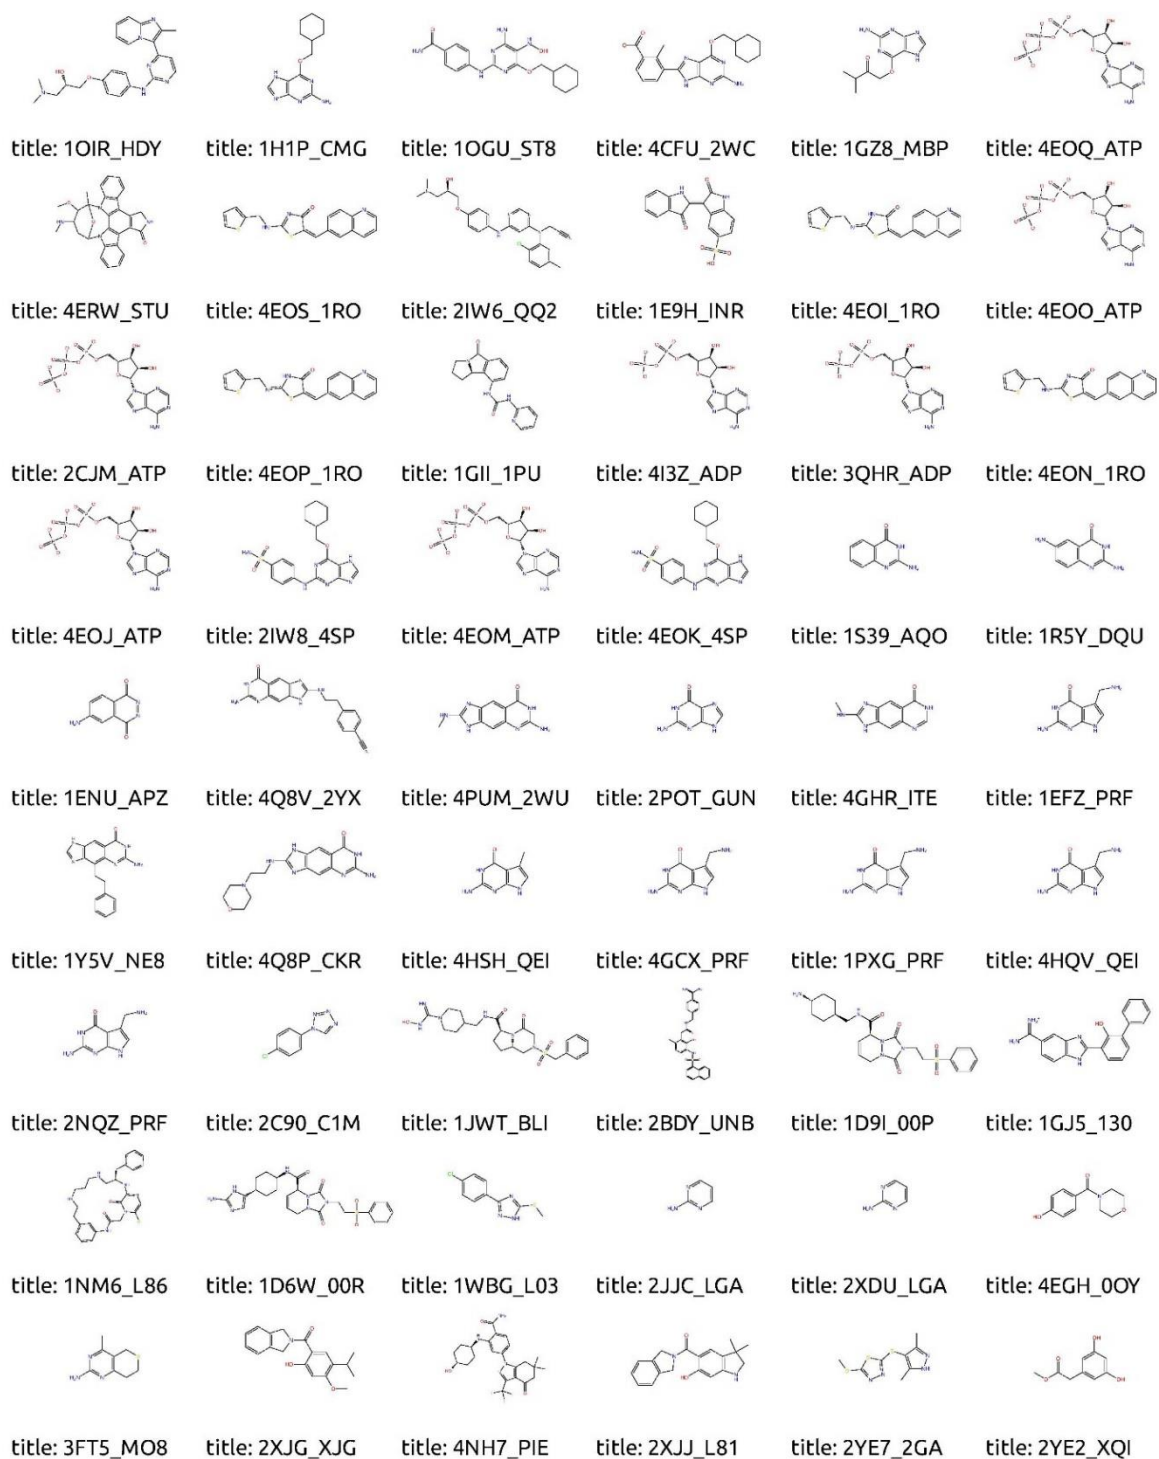 title: 1OIR_HDY title: 1H1P_CMG title: 1OGU_ST8 title: 4CFU_2WC title: 1GZ8_MBP title: 4EOQ_ATP
title: 4ERW_STU title: 4EOS_1RO title: 2IW6_QQ2 title: 1E9H_INR title: 4EOI_1RO title: 4EOO_ATP
title: 2CJM_ATP title: 4EOP_1RO title: 1GII_1PU title: 4I3Z_ADP title: 3QHR_ADP title: 4EON_1RO
title: 4EOJ_ATP title: 2IW8_4SP title: 4EOM_ATP title: 4EOK_4SP title: 1S39_AQO title: 1R5Y_DQU
title: 1ENU_APZ title: 4Q8V_2YX title: 4PUM_2WU title: 2POT_GUN title: 4GHR_ITE title: 1EFZ_PRF
title: 1Y5V_NE8 title: 4Q8P_CKR title: 4HSH_QEI title: 4GCX_PRF title: 1PXG_PRF title: 4HQV_QEI
title: 2NQZ_PRF title: 2C90_C1M title: 1JWT_BLI title: 2BDY_UNB title: 1D9I_00P title: 1GJ5_130
title: 1NM6_L86 title: 1D6W_00R title: 1WBG_L03 title: 2JJC_LGA title: 2XDU_LGA title: 4EGH_0OY
title: 3FT5_MO8 title: 2XJG_XJG title: 4NH7_PIE title: 2XJJ_L81 title: 2YE7_2GA title: 2YE2_XQI